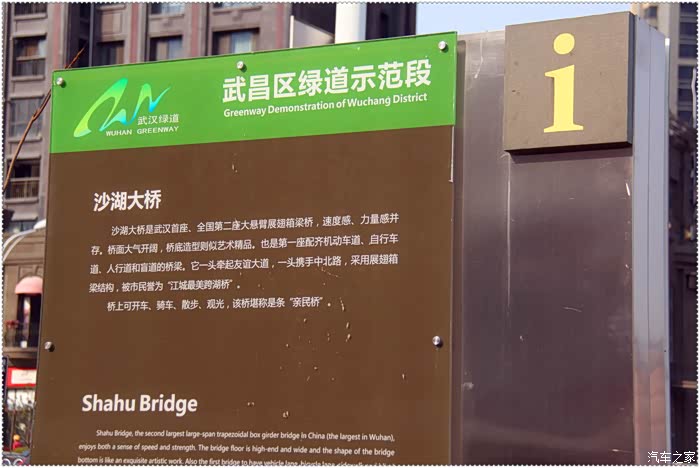 武汉绿道
WUHAN GREENWAY
武昌区绿道示范段
Greenway Demonstration of Wuchang District
i
沙湖大桥
沙湖大桥是武汉首座、全国第二座大悬臂展翅箱梁桥，速度感、力量感并
存。桥面大气开阔，桥底造型则似艺术精品。也是第一座配齐机动车道、自行车
道、人行道和盲道的桥梁。它一头牵起友谊大道，一头携手中北路，采用展翅箱
梁结构，被市民誉为“江城最美跨湖桥”。
桥上可开车、骑车、散步、观光，该桥堪称是条“亲民桥”。
Shahu Bridge
Shahu Bridge, the second largest large-span trapezoidal box girder bridge in China (the largest in Wuhan),
enjoys both a sense of speed and strength. The bridge floor is high-end and wide and the shape of the bridge
bottom is like an exquisite artistic work. Also the first bridge to have vehicle lane, bicycle lane, sidewalk and
汽车之家